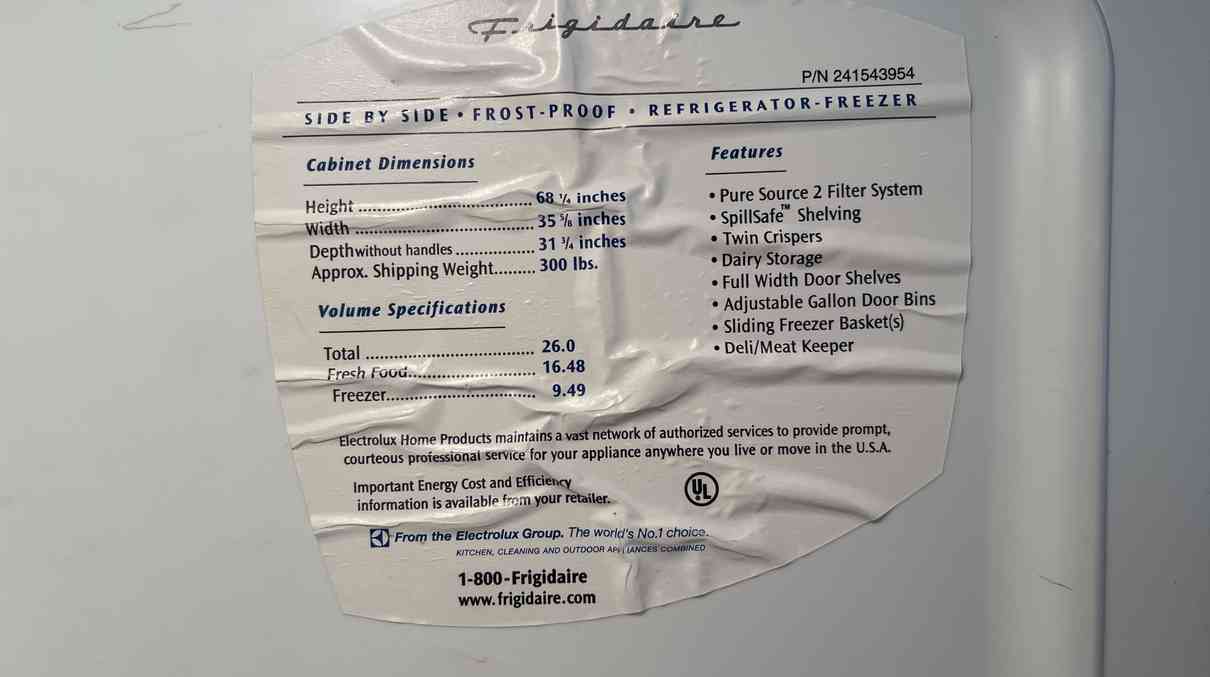 Frigidaire
P/N 241543954
SIDE BY SIDE • FROST-PROOF • REFRIGERATOR-FREEZER
Cabinet Dimensions
Height ........................................ 68 1/4 inches
Width ........................................ 35 5/8 inches
Depth without handles .................. 31 3/4 inches
Approx. Shipping Weight......... 300 lbs.
Volume Specifications
Total ..................................... 26.0
Fresh Food............................ 16.48
Freezer................................. 9.49
Features
• Pure Source 2 Filter System
• SpillSafe™ Shelving
• Twin Crispers
• Dairy Storage
• Full Width Door Shelves
• Adjustable Gallon Door Bins
• Sliding Freezer Basket(s)
• Deli/Meat Keeper
Electrolux Home Products maintains a vast network of authorized services to provide prompt,
courteous professional service for your appliance anywhere you live or move in the U.S.A.
Important Energy Cost and Efficiency
information is available from your retailer.
UL
From the Electrolux Group. The world's No.1 choice.
KITCHEN, CLEANING AND OUTDOOR APPLIANCES COMBINED
1-800-Frigidaire
www.frigidaire.com